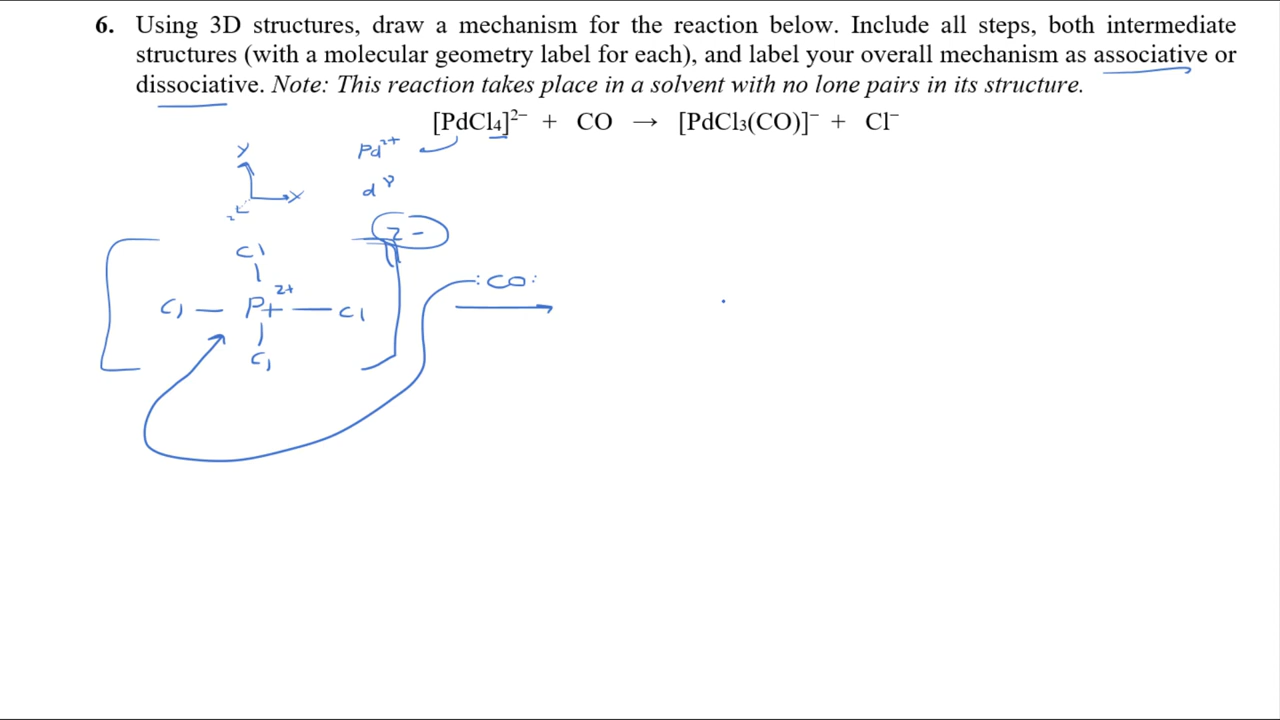 6. Using 3D structures, draw a mechanism for the reaction below. Include all steps, both intermediate
structures (with a molecular geometry label for each), and label your overall mechanism as associative or
dissociative. Note: This reaction takes place in a solvent with no lone pairs in its structure.
[PdCl₄]²⁻ + CO → [PdCl₃(CO)]⁻ + Cl⁻
y
Pd²⁺
x
d⁸
z
2-
Cl
:CO:
2+
Cl — Pt — Cl
Cl